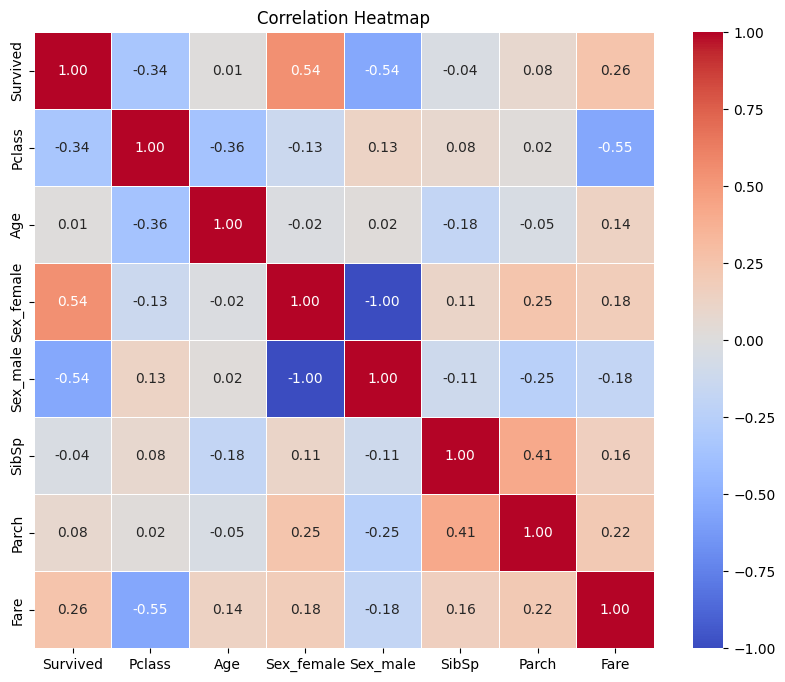 Correlation Heatmap
Survived 1.00 -0.34 0.01 0.54 -0.54 -0.04 0.08 0.26
Pclass -0.34 1.00 -0.36 -0.13 0.13 0.08 0.02 -0.55
Age 0.01 -0.36 1.00 -0.02 0.02 -0.18 -0.05 0.14
Sex_female 0.54 -0.13 -0.02 1.00 -1.00 0.11 0.25 0.18
Sex_male -0.54 0.13 0.02 -1.00 1.00 -0.11 -0.25 -0.18
SibSp -0.04 0.08 -0.18 0.11 -0.11 1.00 0.41 0.16
Parch 0.08 0.02 -0.05 0.25 -0.25 0.41 1.00 0.22
Fare 0.26 -0.55 0.14 0.18 -0.18 0.16 0.22 1.00
Survived Pclass Age Sex_female Sex_male SibSp Parch Fare
1.00
0.75
0.50
0.25
0.00
−0.25
−0.50
−0.75
−1.00